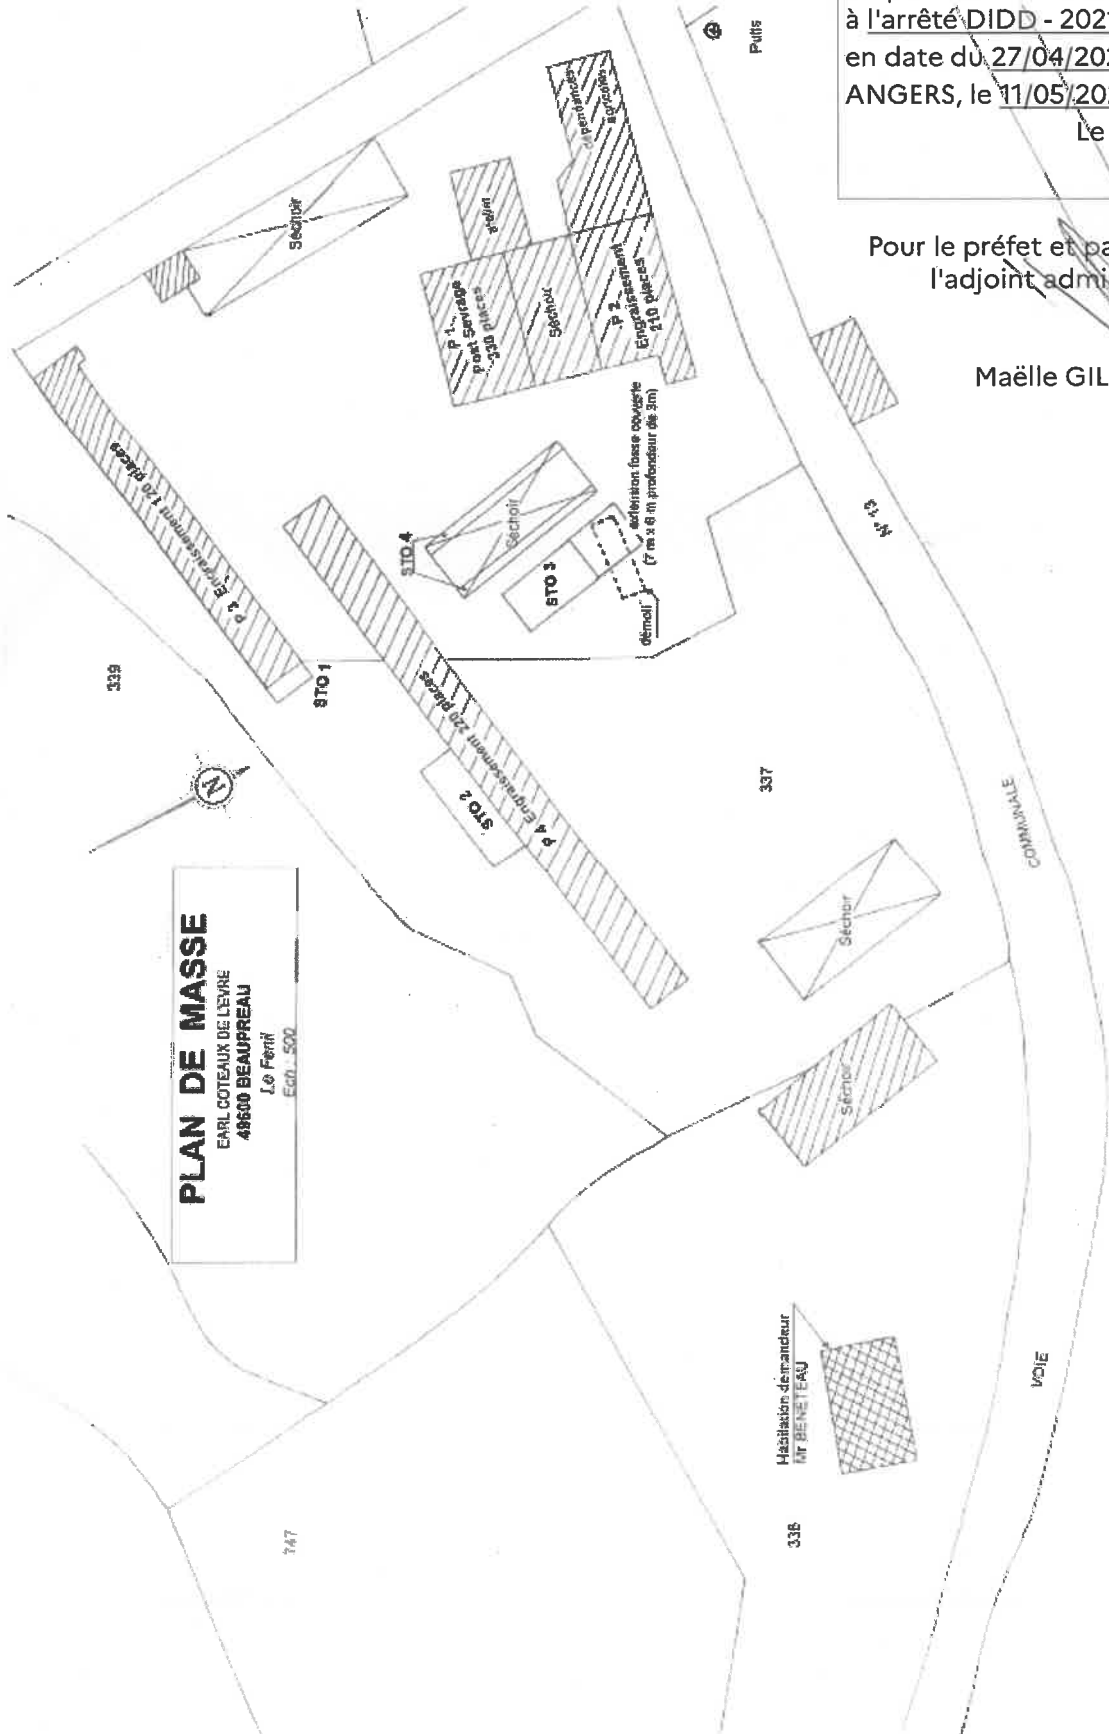 à l'arrêté DIDD - 202
en date du 27/04/202
ANGERS, le 11/05/202
Le
Pour le préfet et pa
l'adjoint admi
Maëlle GIL
PLAN DE MASSE
EARL COTEAUX DE L'EVRE
49600 BEAUPREAU
Le Fenil
Ech : 500
N
339
337
338
747
Puits
dépendances
agricoles
atelier
Séchoir
P 1
Post Sevrage
330 places
Séchoir
P 2
Engraissement
210 places
P 3 Engraissement 120 places
STO 1
P 4 Engraissement 220 places
STO 2
STO 4
Séchoir
STO 3
extension fosse couverte
(7 m x 6 m profondeur de 3m)
démoli
Séchoir
Séchoir
Habitation demandeur
Mr BENETEAU
VOIE
COMMUNALE
N° 13